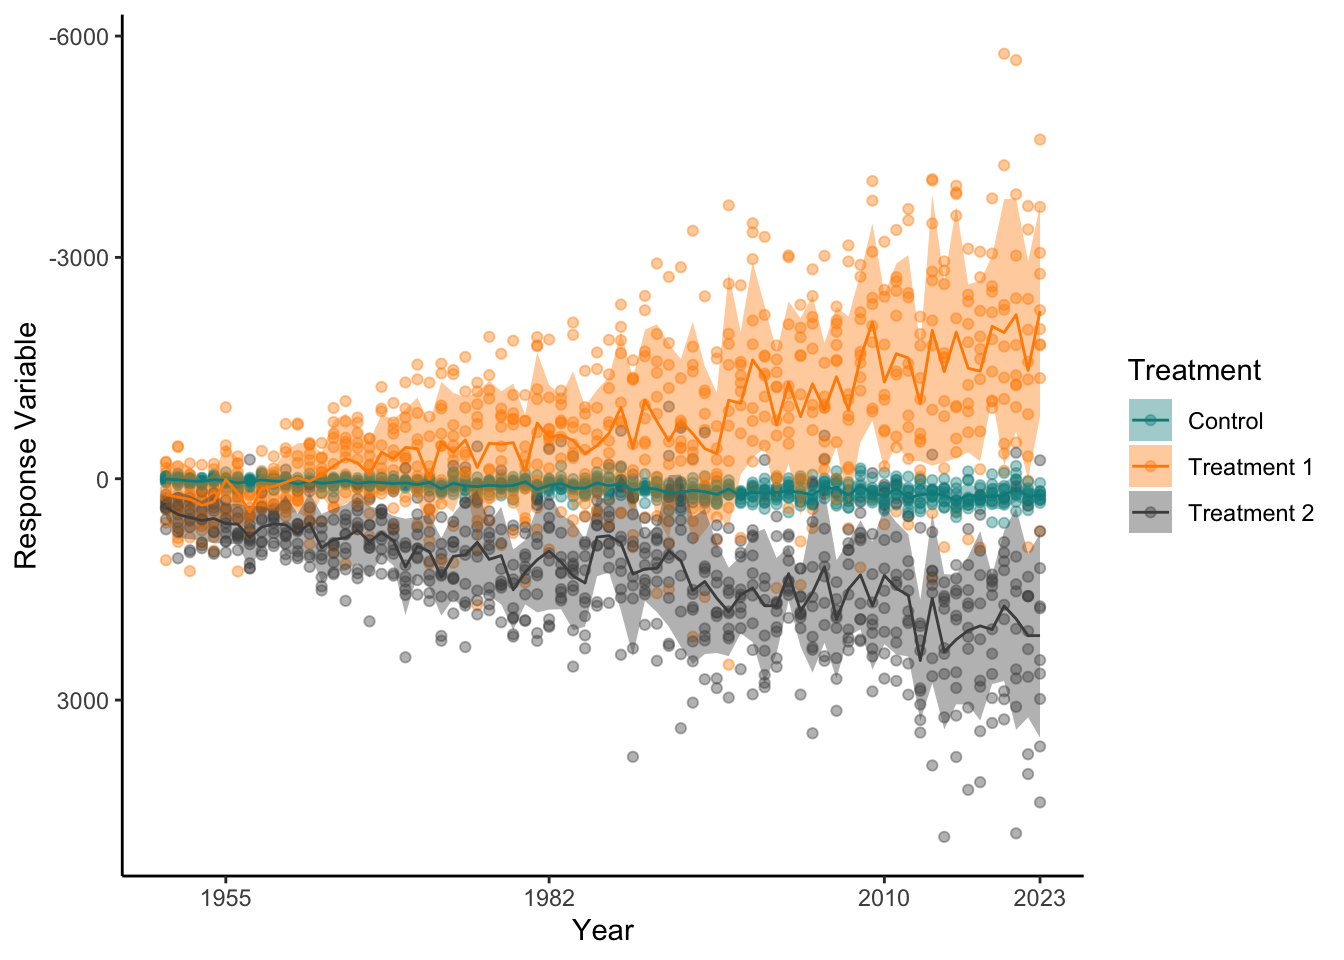 -6000
-3000
0
3000
Response Variable
1955
1982
2010
2023
Year
Treatment
Control
Treatment 1
Treatment 2